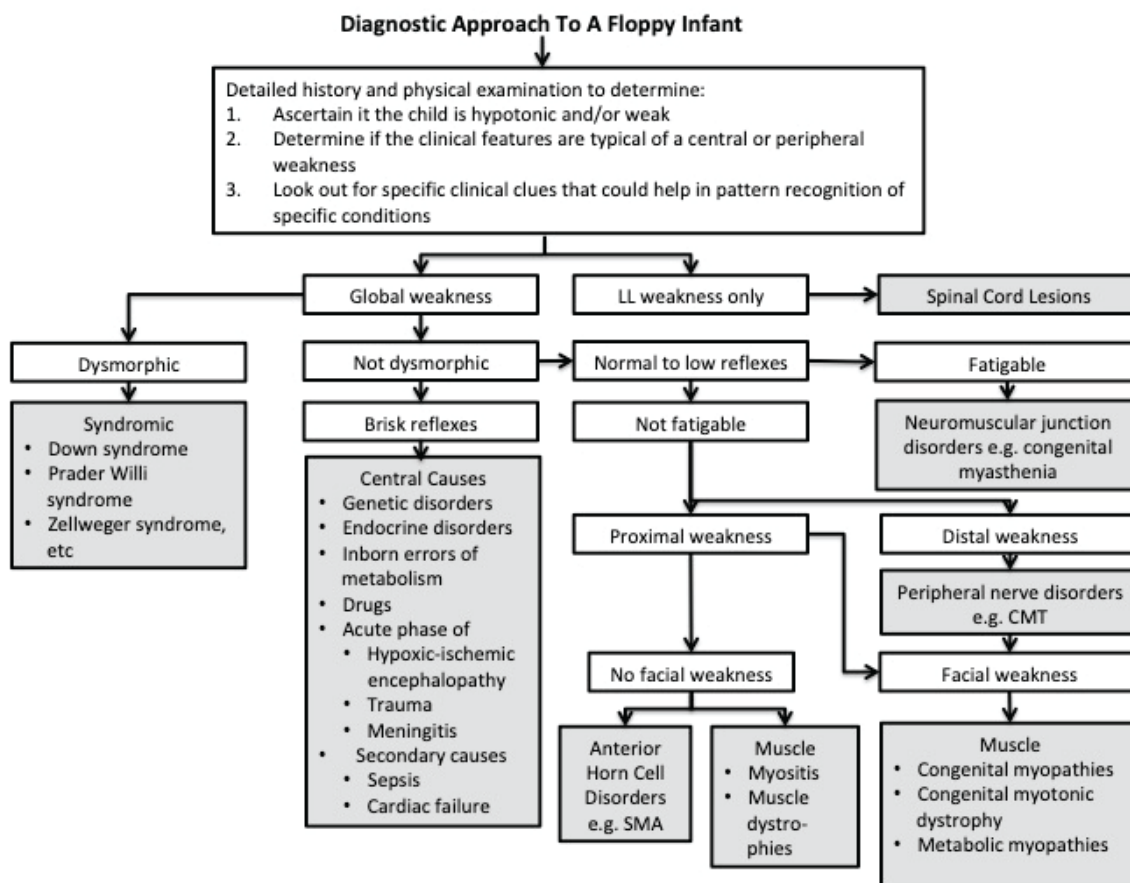 Diagnostic Approach To A Floppy Infant
Detailed history and physical examination to determine:
1. Ascertain it the child is hypotonic and/or weak
2. Determine if the clinical features are typical of a central or peripheral
weakness
3. Look out for specific clinical clues that could help in pattern recognition of
specific conditions
Global weakness
LL weakness only
Spinal Cord Lesions
Dysmorphic
Not dysmorphic
Normal to low reflexes
Fatigable
Syndromic
• Down syndrome
• Prader Willi
syndrome
• Zellweger syndrome,
etc
Brisk reflexes
Not fatigable
Neuromuscular junction
disorders e.g. congenital
myasthenia
Central Causes
• Genetic disorders
• Endocrine disorders
• Inborn errors of
metabolism
• Drugs
• Acute phase of
• Hypoxic-ischemic
encephalopathy
• Trauma
• Meningitis
• Secondary causes
• Sepsis
• Cardiac failure
Proximal weakness
Distal weakness
Peripheral nerve disorders
e.g. CMT
No facial weakness
Facial weakness
Anterior
Horn Cell
Disorders
e.g. SMA
Muscle
• Myositis
• Muscle
dystro-
phies
Muscle
• Congenital myopathies
• Congenital myotonic
dystrophy
• Metabolic myopathies